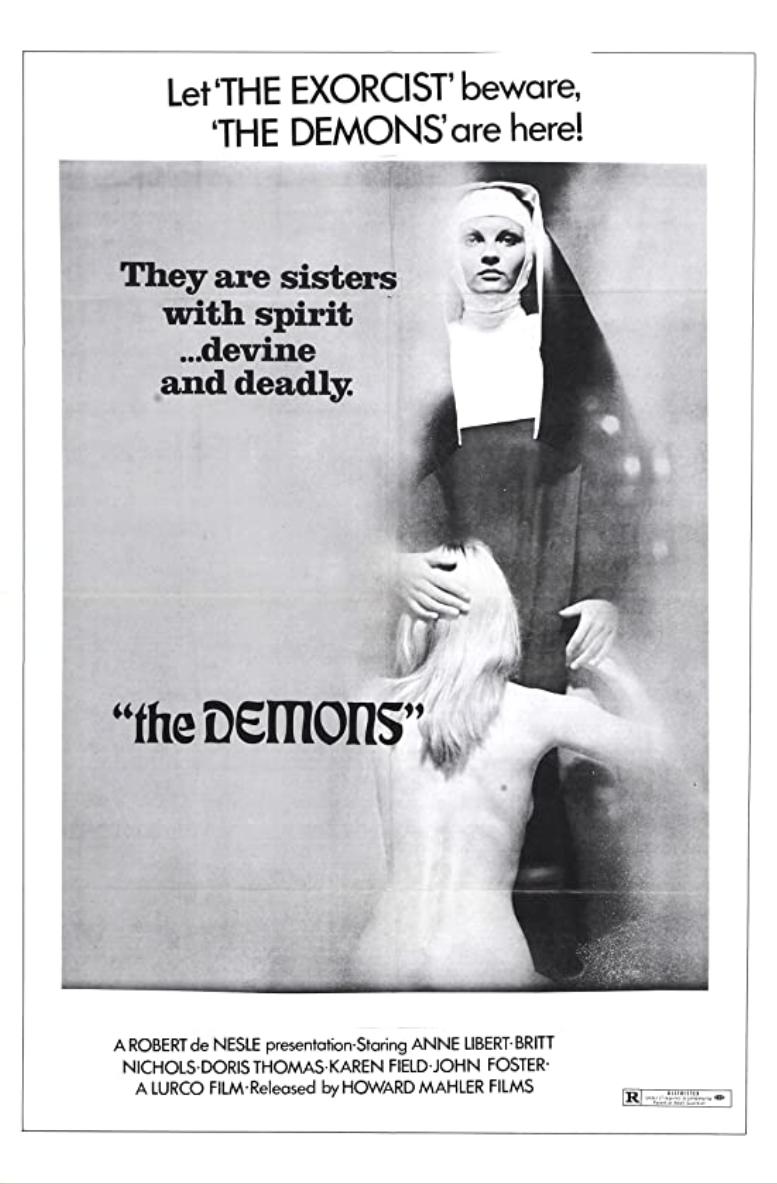 Let 'THE EXORCIST' beware,
'THE DEMONS' are here!
They are sisters
with spirit
...devine
and deadly.
“the DEMONS”
A ROBERT de NESLE presentation·Staring ANNE LIBERT·BRITT
NICHOLS·DORIS THOMAS·KAREN FIELD·JOHN FOSTER·
A LURCO FILM·Released by HOWARD MAHLER FILMS
R
RESTRICTED